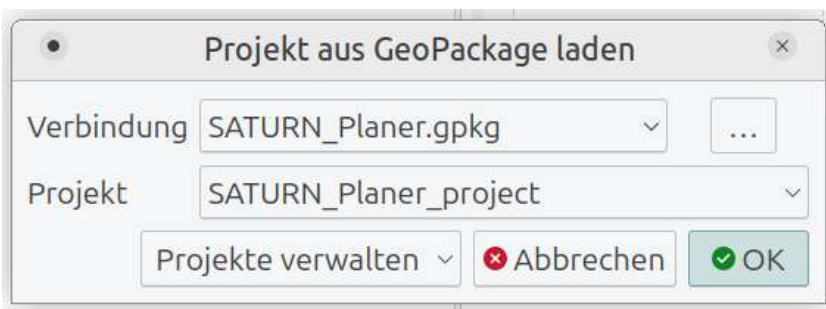 Projekt aus GeoPackage laden
Verbindung SATURN_Planer.gpkg ...
Projekt SATURN_Planer_project
Projekte verwalten Abbrechen OK